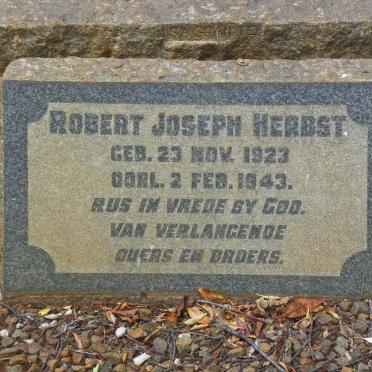 ROBERT JOSEPH HERBST
GEB. 23 NOV. 1923
OORL. 2 FEB. 1943.
RUS IN VREDE BY GOD.
VAN VERLANGENDE
OUERS EN BROERS.